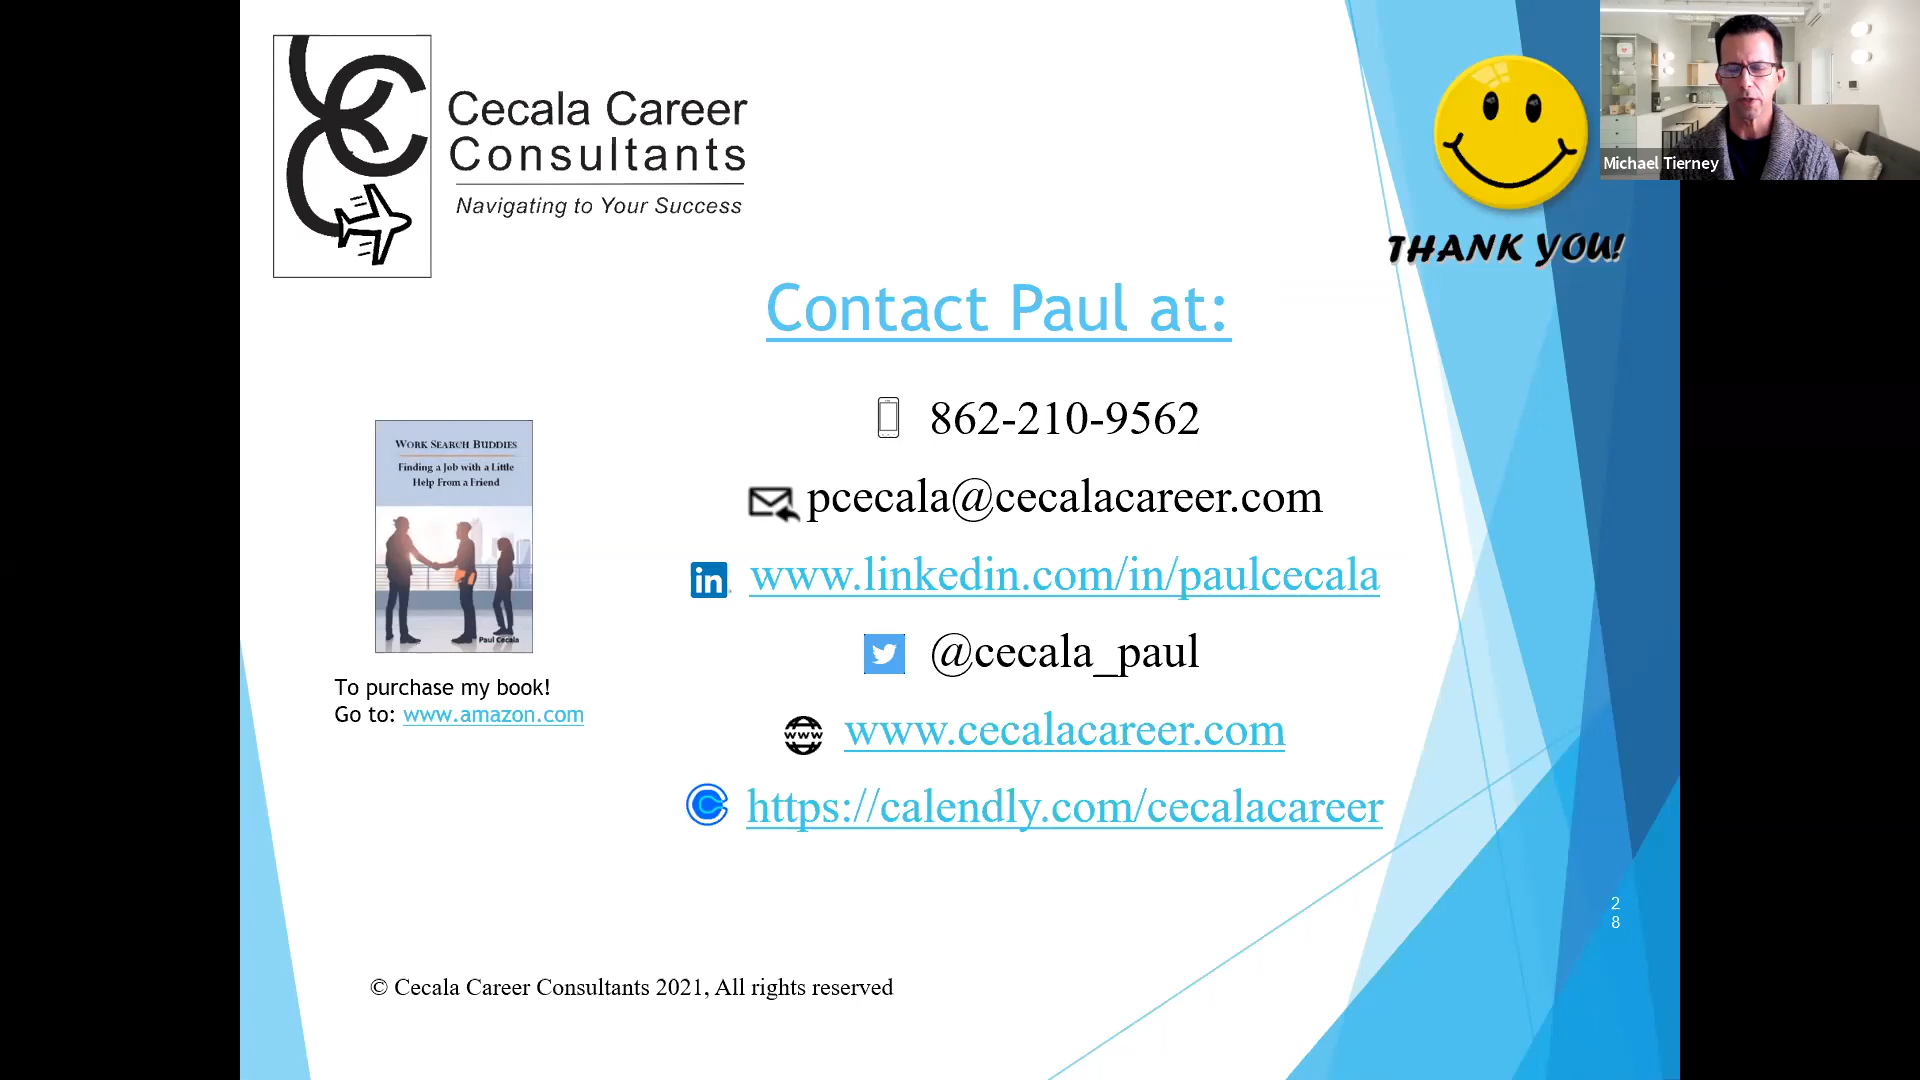 Cecala Career
Consultants
Navigating to Your Success
Michael Tierney
THANK YOU!
Contact Paul at:
862-210-9562
pcecala@cecalacareer.com
in www.linkedin.com/in/paulcecala
@cecala_paul
www www.cecalacareer.com
https://calendly.com/cecalacareer
WORK SEARCH BUDDIES
Finding a Job with a Little
Help From a Friend
Paul Cecala
To purchase my book!
Go to: www.amazon.com
2
8
© Cecala Career Consultants 2021, All rights reserved